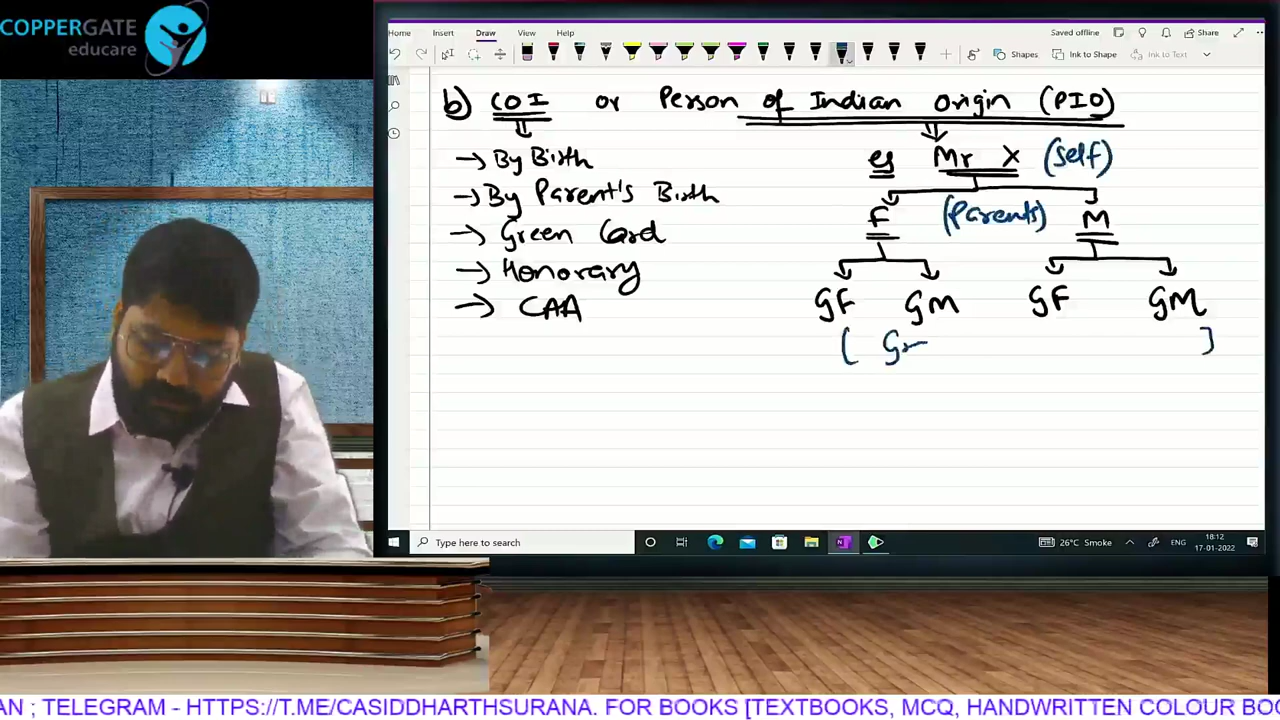 COPPERGATE
educare
Home Insert Draw View Help
Saved offline
Share
Shapes
Ink to Shape
Ink to Text
b) COI or Person of Indian origin (PIO)
→ By Birth
→ By Parent's Birth
→ Green Card
→ Honorary
→ CAA
eg Mr X (Self)
F (Parents) M
GF GM GF GM
( Gr ]
Type here to search
26°C Smoke
ENG
18:12
17-01-2022
AN ; TELEGRAM - HTTPS://T.ME/CASIDDHARTHSURANA. FOR BOOKS [TEXTBOOKS, MCQ, HANDWRITTEN COLOUR BOO